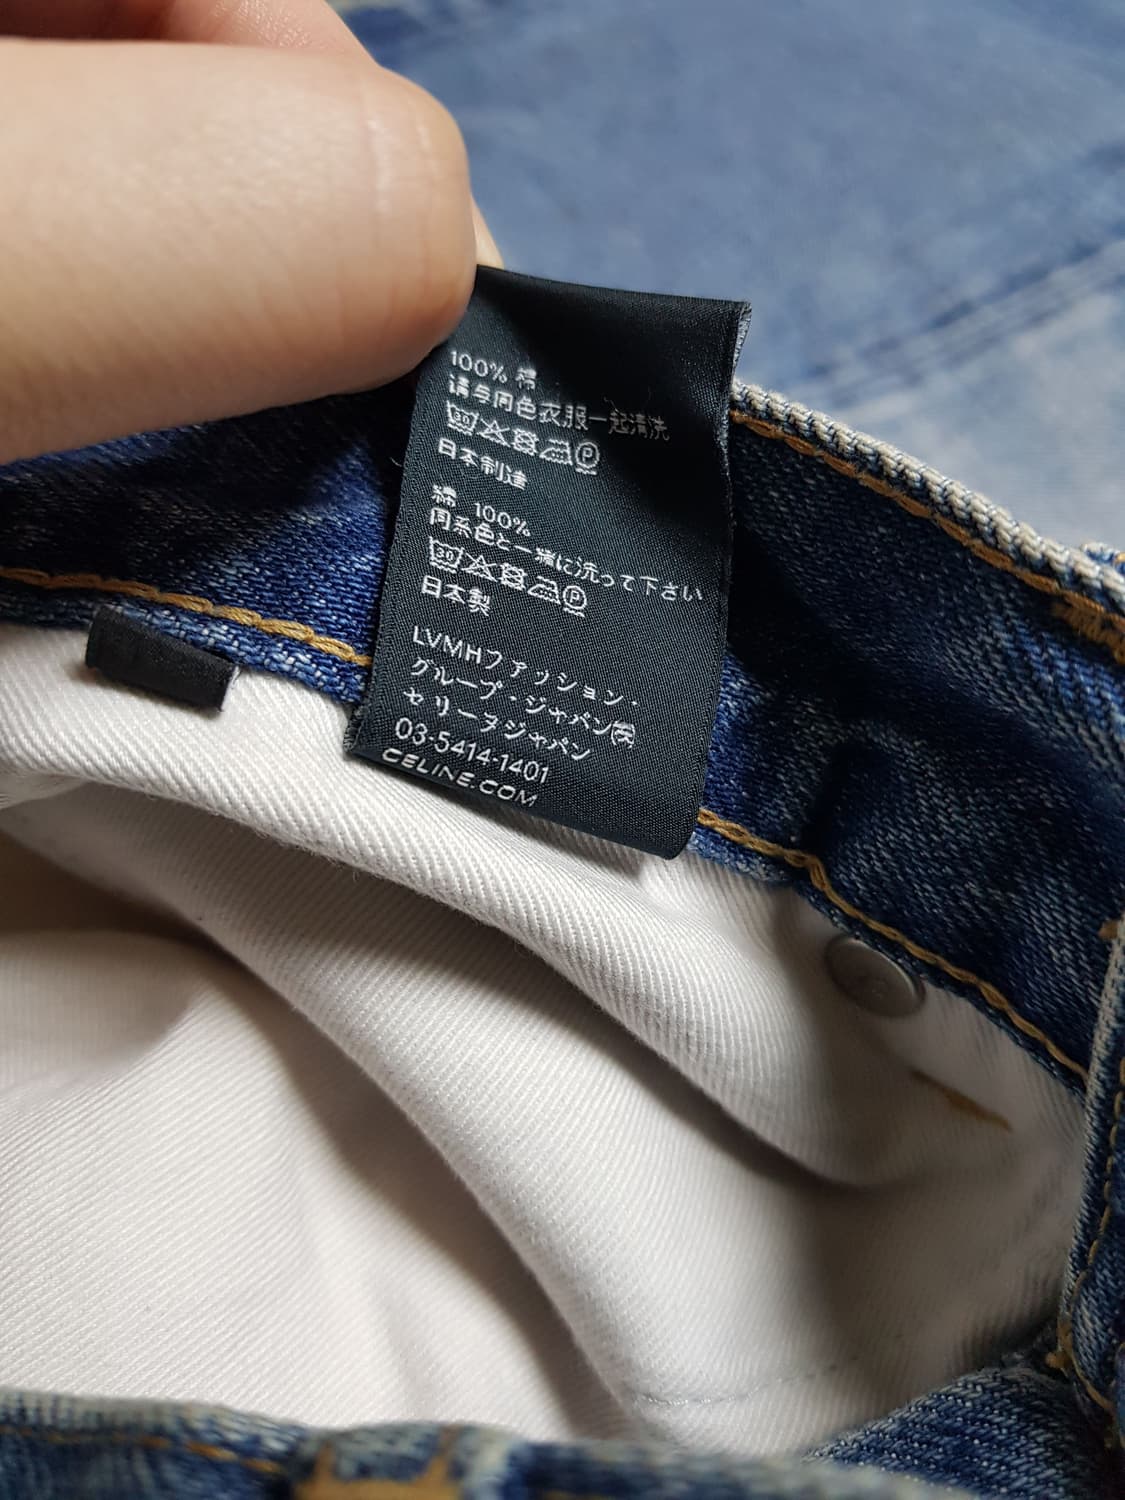 100% 棉
请与同色衣服一起清洗
30 P
日本制造
綿 100%
同系色と一緒に洗って下さい
30 P
日本製
LVMHファッション・
グループ・ジャパン㈱
セリーヌジャパン
03-5414-1401
CELINE.COM